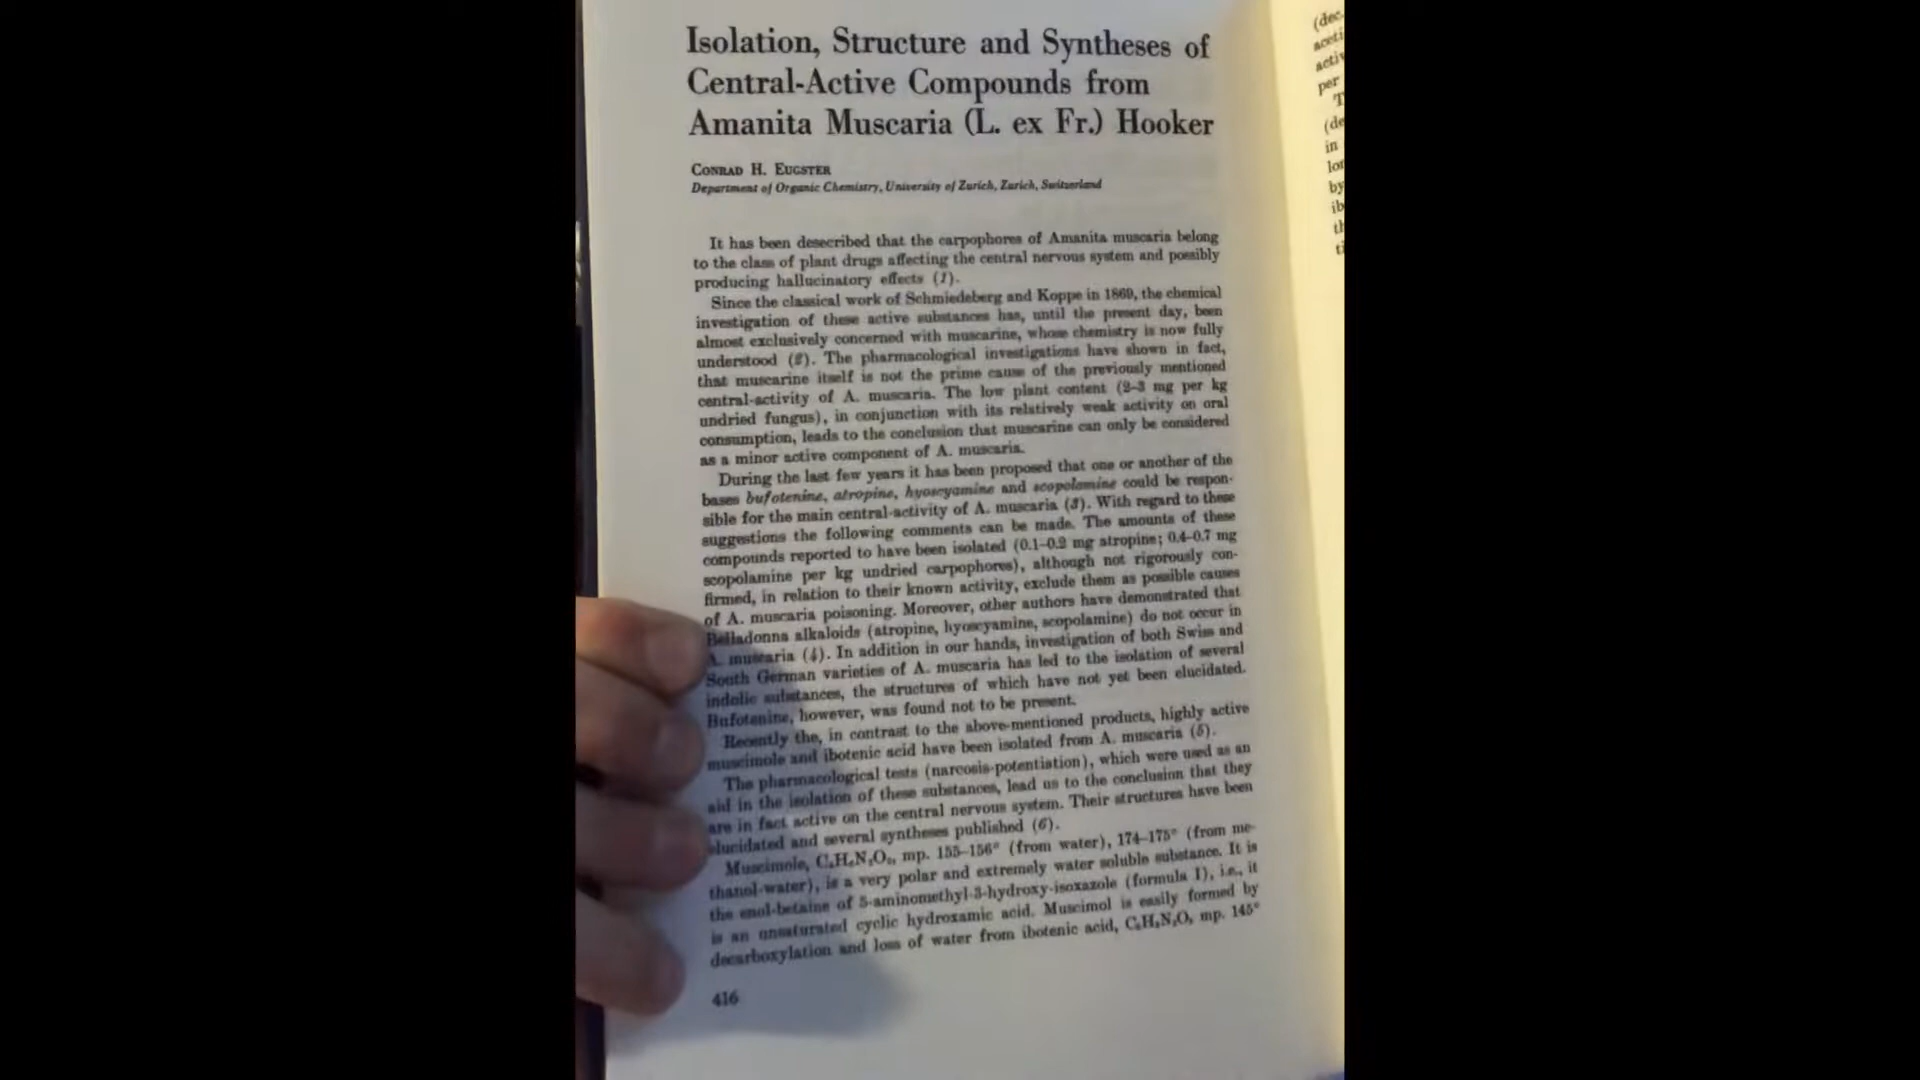 Isolation, Structure and Syntheses of
Central-Active Compounds from
Amanita Muscaria (L. ex Fr.) Hooker
CONRAD H. EUGSTER
Department of Organic Chemistry, University of Zurich, Zurich, Switzerland
It has been desecribed that the carpophores of Amanita muscaria belong
to the class of plant drugs affecting the central nervous system and possibly
producing hallucinatory effects (1).
Since the classical work of Schmiedeberg and Koppe in 1869, the chemical
investigation of these active substances has, until the present day, been
almost exclusively concerned with muscarine, whose chemistry is now fully
understood (2). The pharmacological investigations have shown in fact,
that muscarine itself is not the prime cause of the previously mentioned
central-activity of A. muscaria. The low plant content (2–3 mg per kg
undried fungus), in conjunction with its relatively weak activity on oral
consumption, leads to the conclusion that muscarine can only be considered
as a minor active component of A. muscaria.
During the last few years it has been proposed that one or another of the
bases bufotenine, atropine, hyoscyamine and scopolamine could be respon-
sible for the main central-activity of A. muscaria (3). With regard to these
suggestions the following comments can be made. The amounts of these
compounds reported to have been isolated (0.1–0.2 mg atropine; 0.4–0.7 mg
scopolamine per kg undried carpophores), although not rigorously con-
firmed, in relation to their known activity, exclude them as possible causes
of A. muscaria poisoning. Moreover, other authors have demonstrated that
Belladonna alkaloids (atropine, hyoscyamine, scopolamine) do not occur in
A. muscaria (4). In addition in our hands, investigation of both Swiss and
South German varieties of A. muscaria has led to the isolation of several
indolic substances, the structures of which have not yet been elucidated.
Bufotenine, however, was found not to be present.
Recently the, in contrast to the above-mentioned products, highly active
muscimole and ibotenic acid have been isolated from A. muscaria (5).
The pharmacological tests (narcosis-potentiation), which were used as an
aid in the isolation of these substances, lead us to the conclusion that they
are in fact active on the central nervous system. Their structures have been
elucidated and several syntheses published (6).
Muscimole, mp. 155–156° (from water), 174–175° (from me-
thanol-water), is a very polar and extremely water soluble substance. It is
the enol-betaine of 5-aminomethyl-3-hydroxy-isoxazole (formula I), i.e., it
is an unsaturated cyclic hydroxamic acid. Muscimol is easily formed by
decarboxylation and loss of water from ibotenic acid, mp. 145°
416
(dec.
aceti
activ
per
T
(de
in
lon
by
ib
th
ti